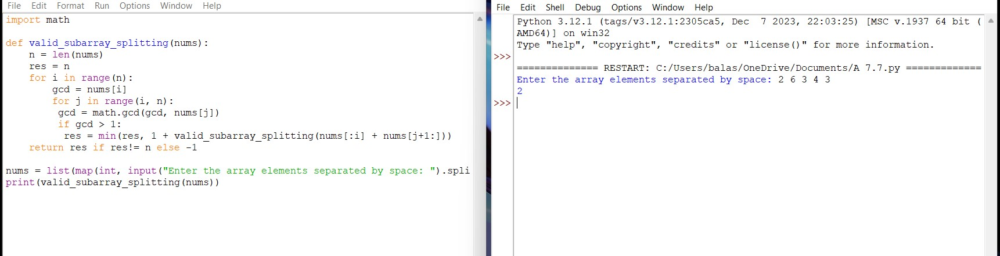 File Edit Format Run Options Window Help
import math
def valid_subarray_splitting(nums):
    n = len(nums)
    res = n
    for i in range(n):
        gcd = nums[i]
        for j in range(i, n):
         gcd = math.gcd(gcd, nums[j])
         if gcd > 1:
          res = min(res, 1 + valid_subarray_splitting(nums[:i] + nums[j+1:]))
    return res if res!= n else -1
nums = list(map(int, input("Enter the array elements separated by space: ").spli
print(valid_subarray_splitting(nums))
File Edit Shell Debug Options Window Help
Python 3.12.1 (tags/v3.12.1:2305ca5, Dec  7 2023, 22:03:25) [MSC v.1937 64 bit (
AMD64)] on win32
Type "help", "copyright", "credits" or "license()" for more information.
>>>
============== RESTART: C:/Users/balas/OneDrive/Documents/A 7.7.py =============
Enter the array elements separated by space: 2 6 3 4 3
2
>>>